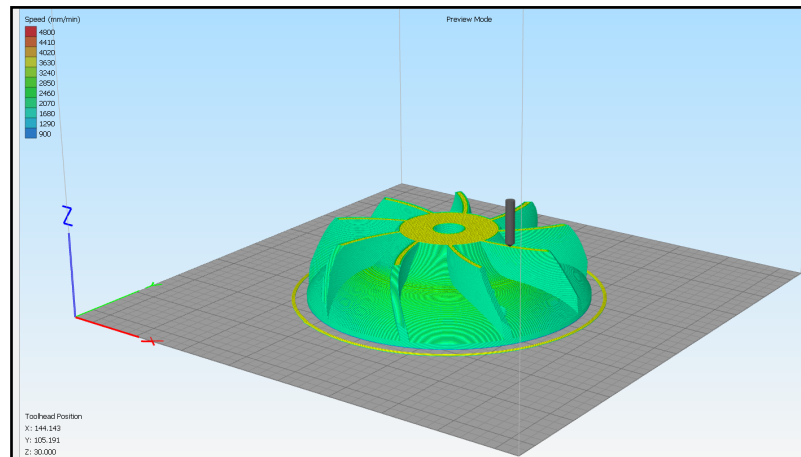 Speed (mm/min)
Preview Mode
4800
4410
4020
3630
3240
2850
2460
2070
1680
1290
900
Z
X
Toolhead Position
X: 144.143
Y: 105.191
Z: 30.000